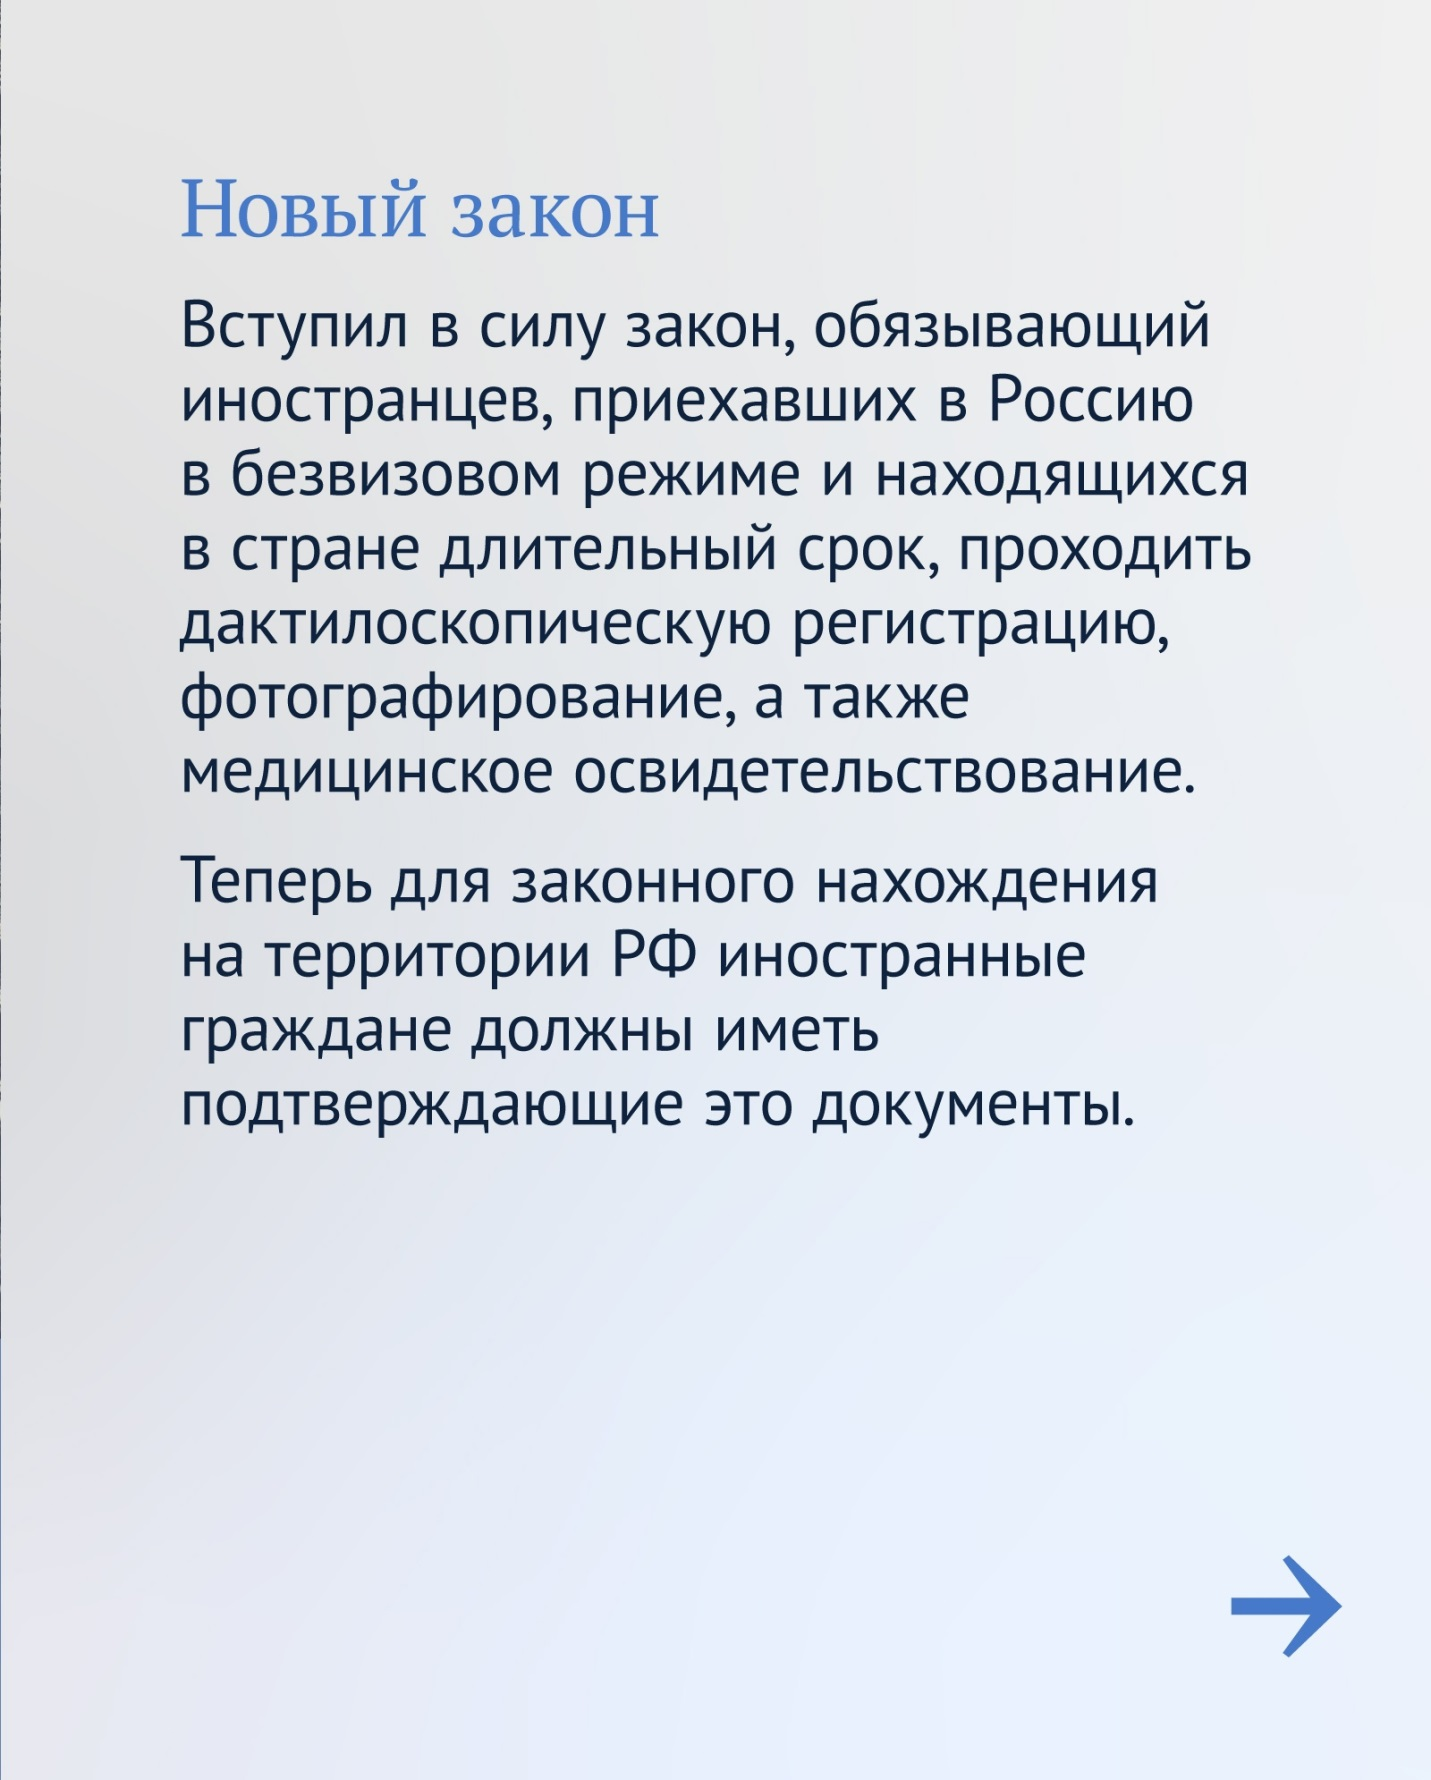 Новый закон
Вступил в силу закон, обязывающий
иностранцев, приехавших в Россию
в безвизовом режиме и находящихся
в стране длительный срок, проходить
дактилоскопическую регистрацию,
фотографирование, а также
медицинское освидетельствование.
Теперь для законного нахождения
на территории РФ иностранные
граждане должны иметь
подтверждающие это документы.